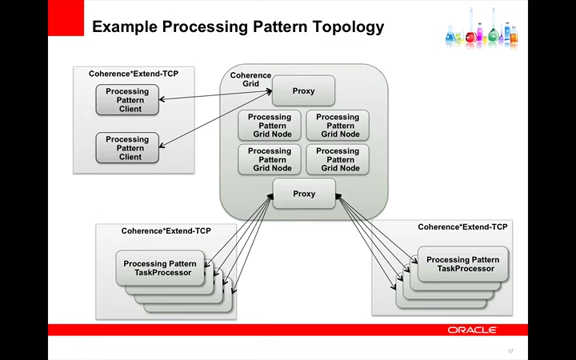 Example Processing Pattern Topology
Coherence*Extend-TCP
Processing
Pattern
Client
Processing
Pattern
Client
Coherence
Grid
Proxy
Processing
Pattern
Grid Node
Processing
Pattern
Grid Node
Processing
Pattern
Grid Node
Processing
Pattern
Grid Node
Proxy
Coherence*Extend-TCP
Processing Pattern
TaskProcessor
Coherence*Extend-TCP
Processing Pattern
TaskProcessor
ORACLE